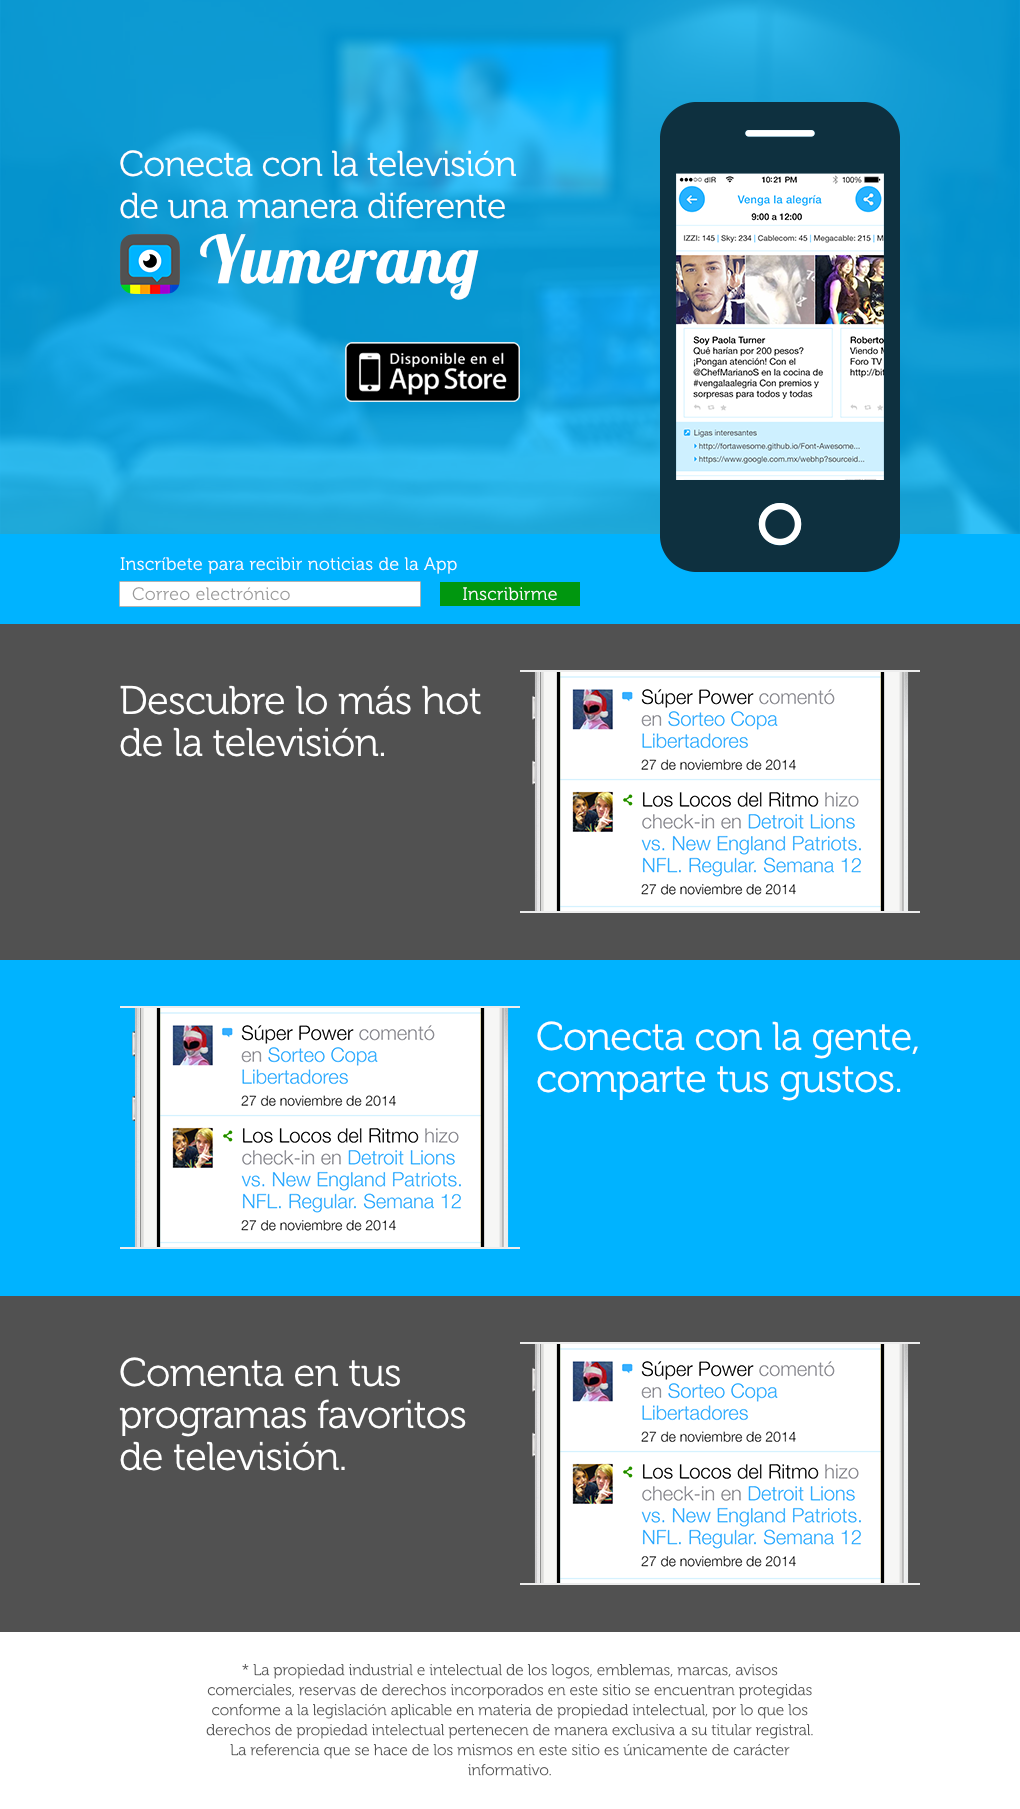 Conecta con la televisión
de una manera diferente
Yumerang
Disponible en el
App Store
dIR 10:21 PM 100%
Venga la alegría
9:00 a 12:00
IZZI: 145 | Sky: 234 | Cablecom: 45 | Megacable: 215 | M
Soy Paola Turner
Qué harían por 200 pesos?
¡Pongan atención! Con el
@ChefMarianoS en la cocina de
#vengalaalegria Con premios y
sorpresas para todos y todas
Roberto
Viendo
Foro TV
http://bit
Ligas interesantes
http://fortawesome.github.io/Font-Awesome...
https://www.google.com.mx/webhp?sourceid...
Inscríbete para recibir noticias de la App
Correo electrónico
Inscribirme
Descubre lo más hot
de la televisión.
Súper Power comentó
en Sorteo Copa
Libertadores
27 de noviembre de 2014
Los Locos del Ritmo hizo
check-in en Detroit Lions
vs. New England Patriots.
NFL. Regular. Semana 12
27 de noviembre de 2014
Súper Power comentó
en Sorteo Copa
Libertadores
27 de noviembre de 2014
Los Locos del Ritmo hizo
check-in en Detroit Lions
vs. New England Patriots.
NFL. Regular. Semana 12
27 de noviembre de 2014
Conecta con la gente,
comparte tus gustos.
Comenta en tus
programas favoritos
de televisión.
Súper Power comentó
en Sorteo Copa
Libertadores
27 de noviembre de 2014
Los Locos del Ritmo hizo
check-in en Detroit Lions
vs. New England Patriots.
NFL. Regular. Semana 12
27 de noviembre de 2014
* La propiedad industrial e intelectual de los logos, emblemas, marcas, avisos
comerciales, reservas de derechos incorporados en este sitio se encuentran protegidas
conforme a la legislación aplicable en materia de propiedad intelectual, por lo que los
derechos de propiedad intelectual pertenecen de manera exclusiva a su titular registral.
La referencia que se hace de los mismos en este sitio es únicamente de carácter
informativo.